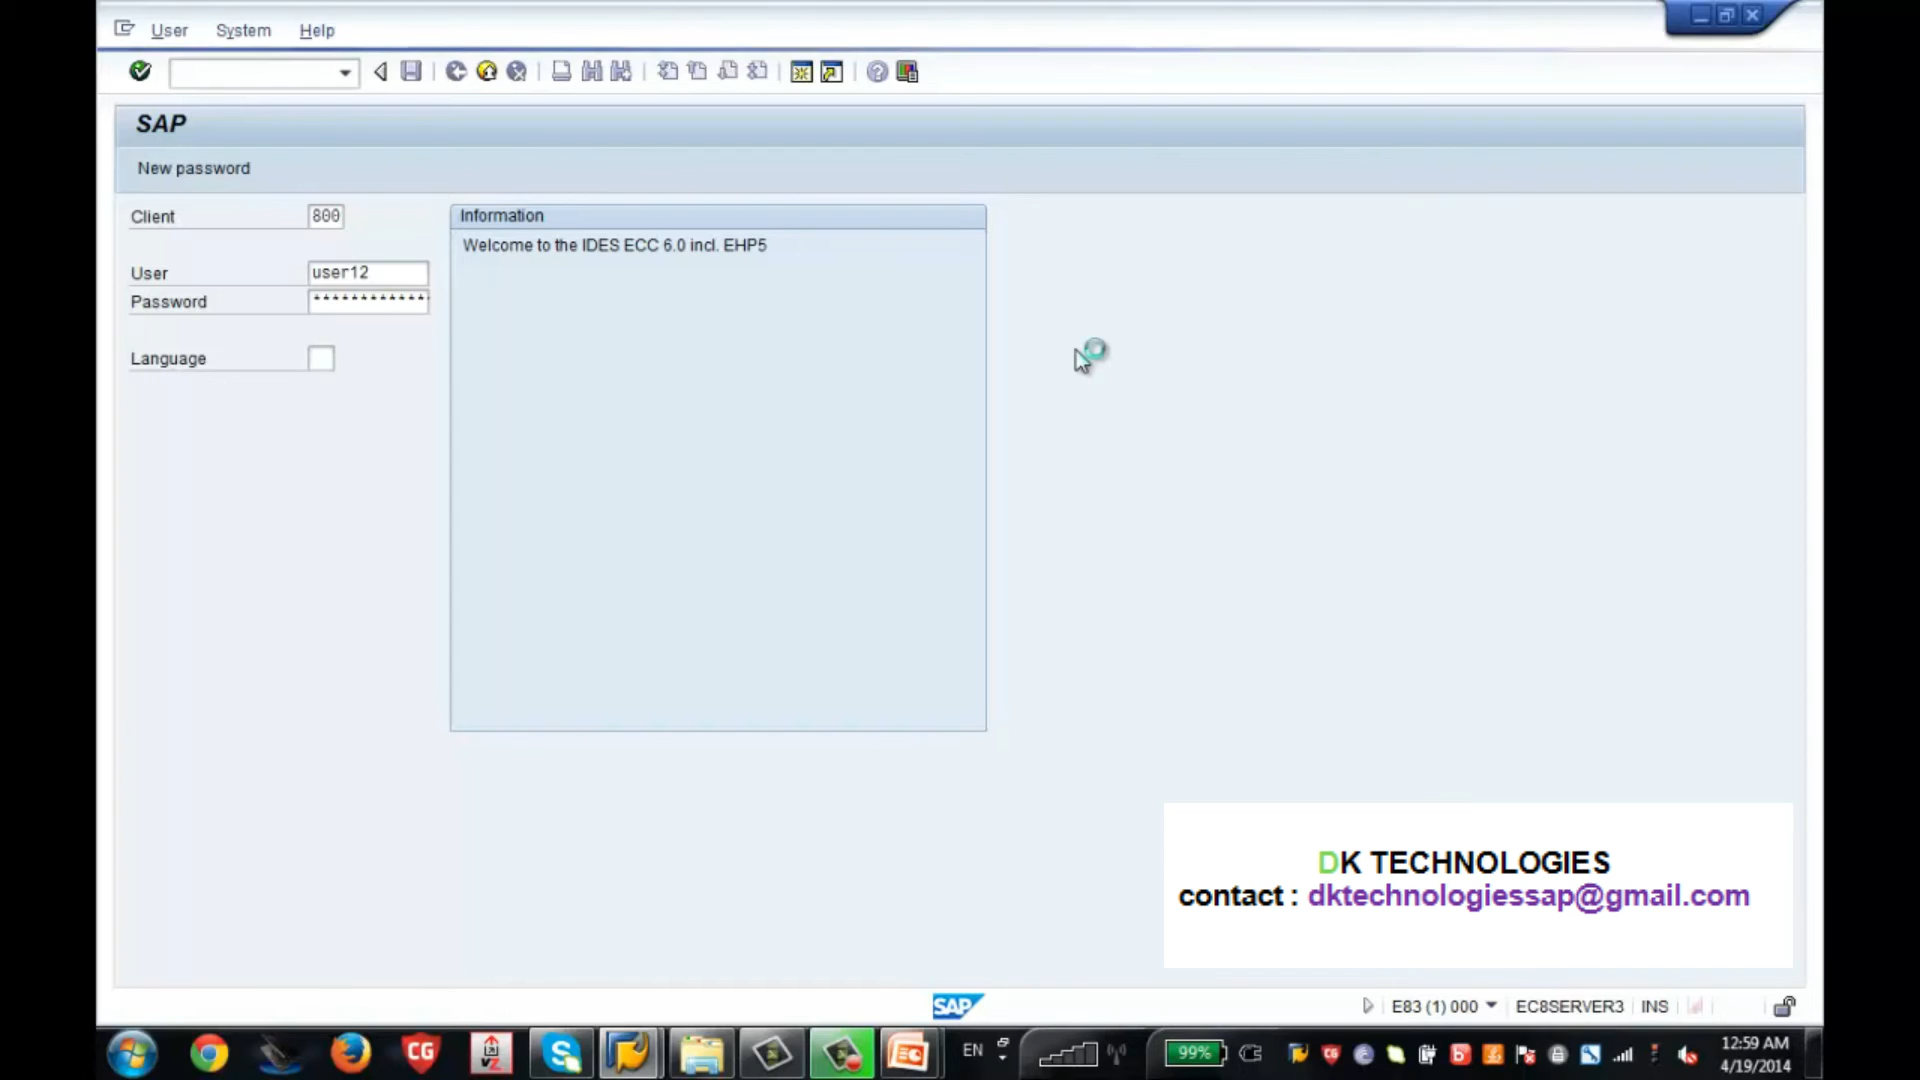 User System Help
SAP
New password
Client 800
Information
Welcome to the IDES ECC 6.0 incl. EHP5
User user12
Password *************
Language
DK TECHNOLOGIES
contact : dktechnologiessap@gmail.com
SAP
E83 (1) 000 EC8SERVER3 INS
CG
EN
99%
12:59 AM
4/19/2014